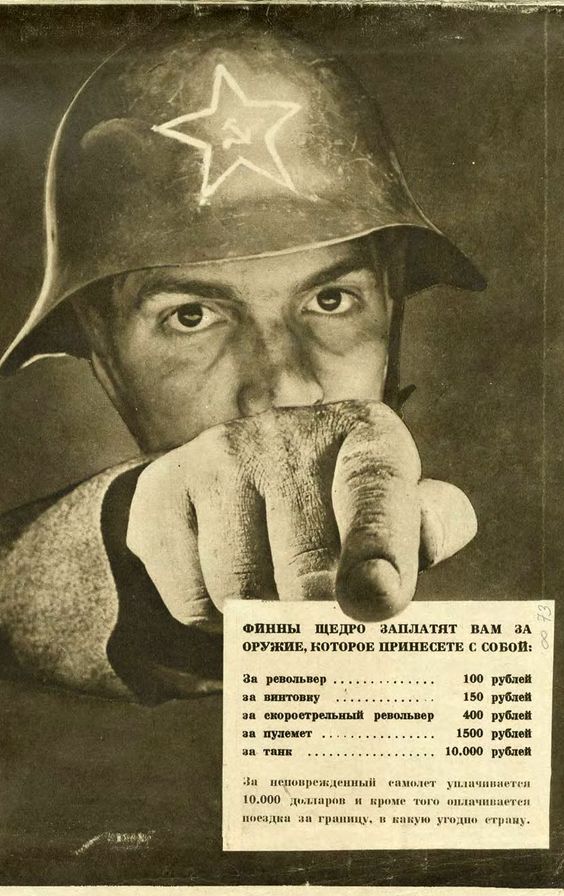 ФИННЫ ЩЕДРО ЗАПЛАТЯТ ВАМ ЗА
ОРУЖИЕ, КОТОРОЕ ПРИНЕСЕТЕ С СОБОЙ:
За револьвер ............. 100 рублей
за винтовку ............. 150 рублей
за скорострельный револьвер 400 рублей
за пулемет ............... 1500 рублей
за танк ................. 10.000 рублей
За неповрежденный самолет уплачивается
10.000 долларов и кроме того оплачивается
поездка за границу, в какую угодно страну.
73